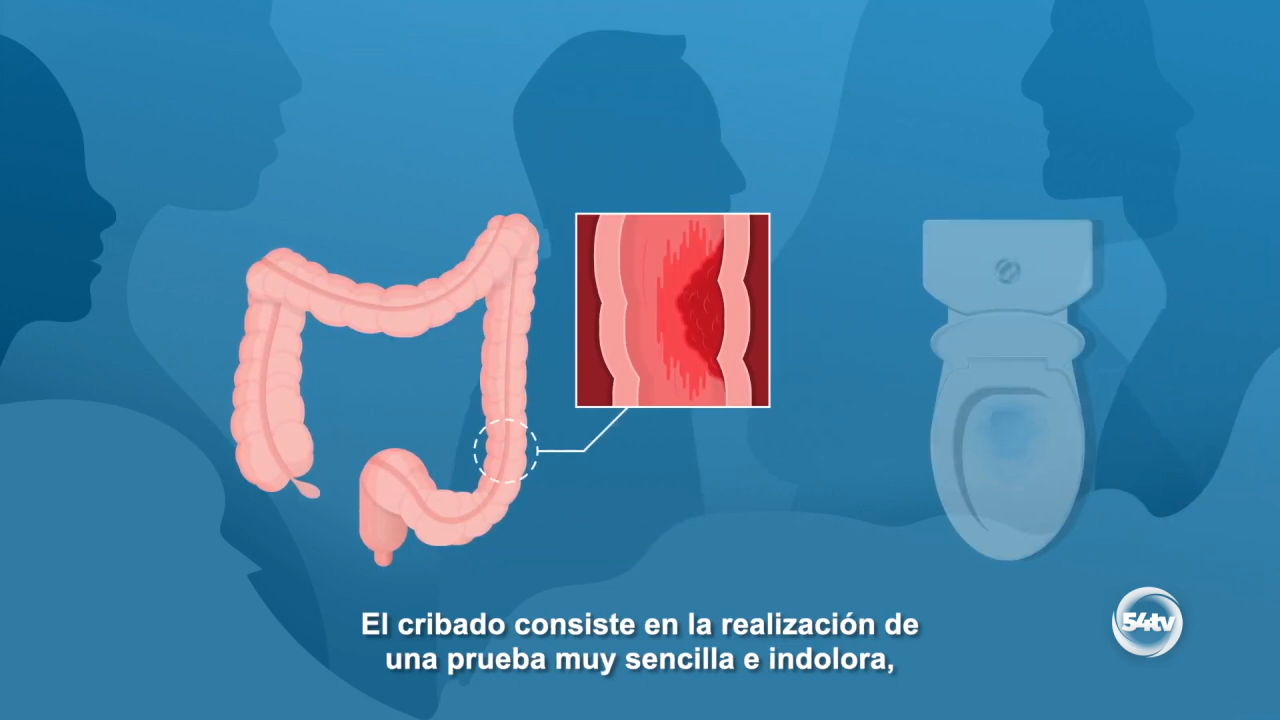 El cribado consiste en la realización de
una prueba muy sencilla e indolora,
54tv